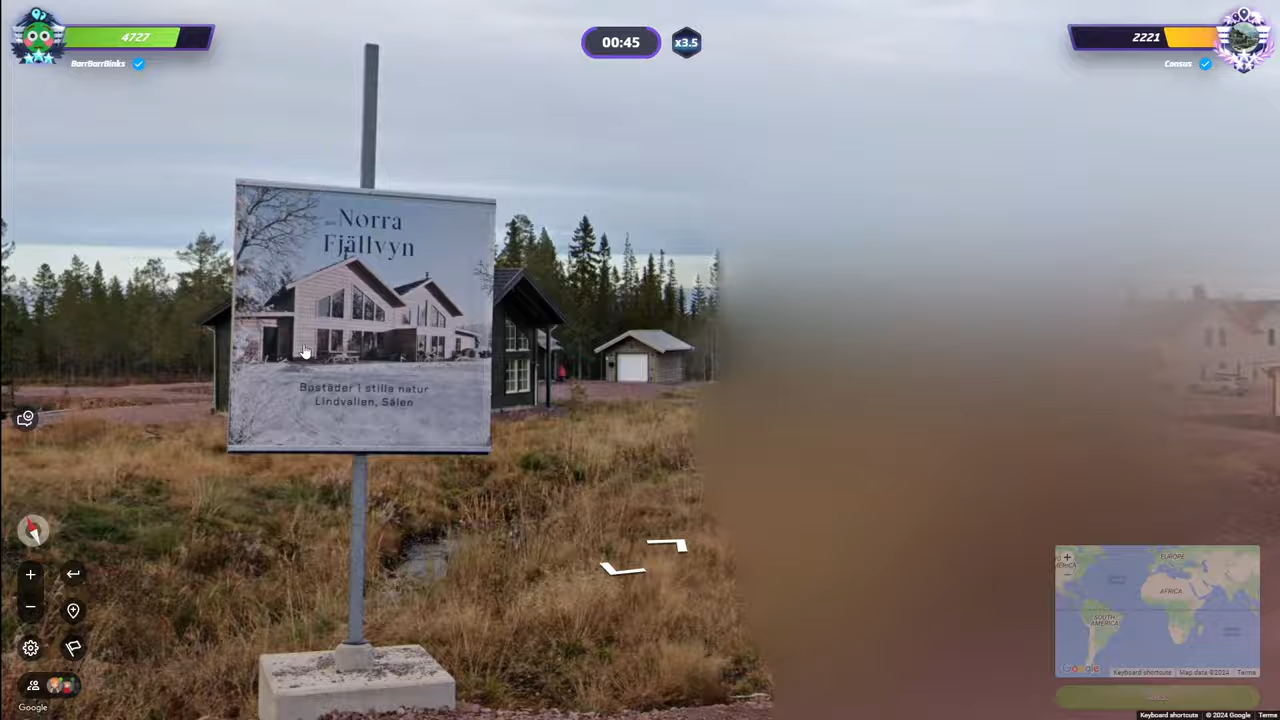 4727
00:45
x3.5
2221
BarrBarrBinks
Consus
Norra
Fjällvyn
Bostäder i stilla natur
Lindvallen, Sälen
EUROPE
AFRICA
SOUTH
AMERICA
Google
Keyboard shortcuts
Map data ©2024
Terms
Google
Keyboard shortcuts
© 2024 Google
Terms